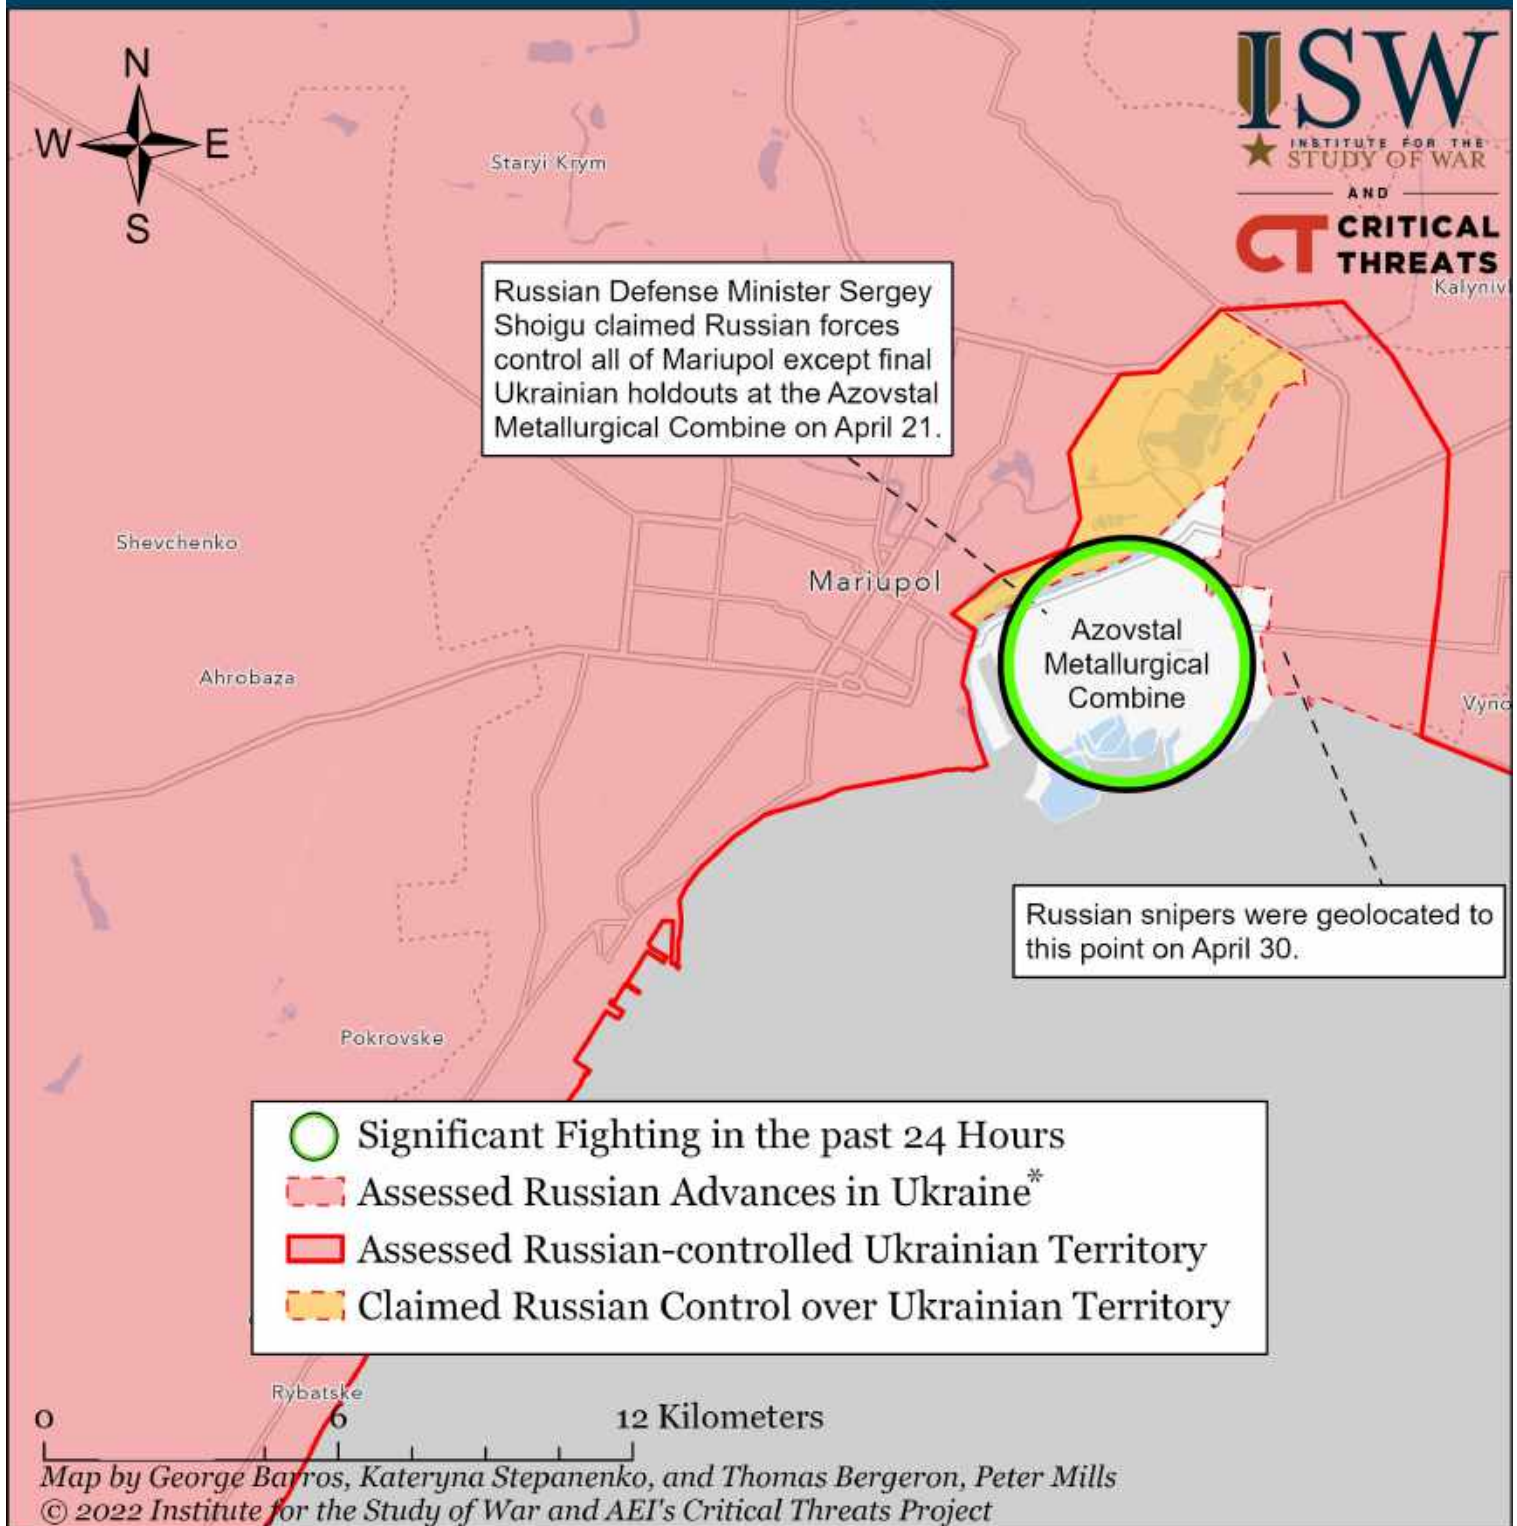 N
W E
S
ISW
INSTITUTE FOR THE
STUDY OF WAR
AND
CT CRITICAL
THREATS
Staryi Krym
Kalynivk
Russian Defense Minister Sergey
Shoigu claimed Russian forces
control all of Mariupol except final
Ukrainian holdouts at the Azovstal
Metallurgical Combine on April 21.
Shevchenko
Mariupol
Azovstal
Metallurgical
Combine
Ahrobaza
Vyno
Russian snipers were geolocated to
this point on April 30.
Pokrovske
Significant Fighting in the past 24 Hours
Assessed Russian Advances in Ukraine*
Assessed Russian-controlled Ukrainian Territory
Claimed Russian Control over Ukrainian Territory
Rybatske
0 6 12 Kilometers
Map by George Barros, Kateryna Stepanenko, and Thomas Bergeron, Peter Mills
© 2022 Institute for the Study of War and AEI's Critical Threats Project